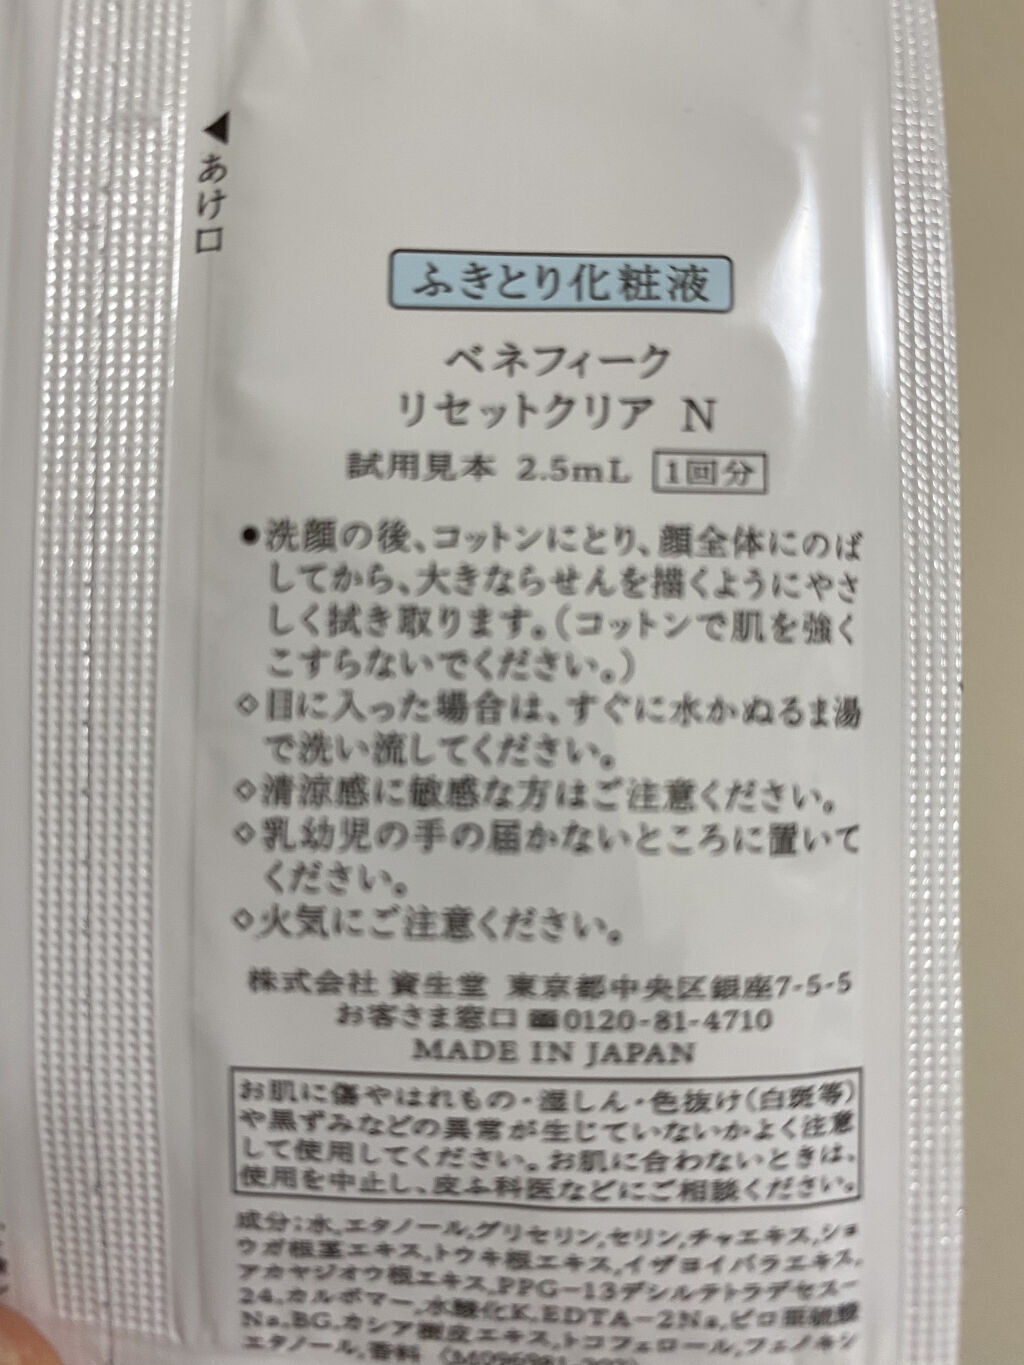 ◀あけ口
ふきとり化粧液
ベネフィーク
リセットクリア N
試用見本 2.5mL 1回分
●洗顔の後、コットンにとり、顔全体にのば
してから、大きならせんを描くようにやさ
しく拭き取ります。(コットンで肌を強く
こすらないでください。)
◇目に入った場合は、すぐに水かぬるま湯
で洗い流してください。
◇清涼感に敏感な方はご注意ください。
◇乳幼児の手の届かないところに置いて
ください。
◇火気にご注意ください。
株式会社 資生堂 東京都中央区銀座7-5-5
お客さま窓口 0120-81-4710
MADE IN JAPAN
お肌に傷やはれもの・湿しん・色抜け(白斑等)
や黒ずみなどの異常が生じていないかよく注意
して使用してください。お肌に合わないときは、
使用を中止し、皮ふ科医などにご相談ください。
成分:水,エタノール,グリセリン,セリン,チャエキス,ショ
ウガ根茎エキス,トウキ根エキス,イザヨイバラエキス,
アカヤジオウ根エキス,PPG-13デシルテトラデセス-
24,カルボマー,水酸化K,EDTA-2Na,ピロ亜硫酸
Na,BG,カシア樹皮エキス,トコフェロール,フェノキシ
エタノール,香料